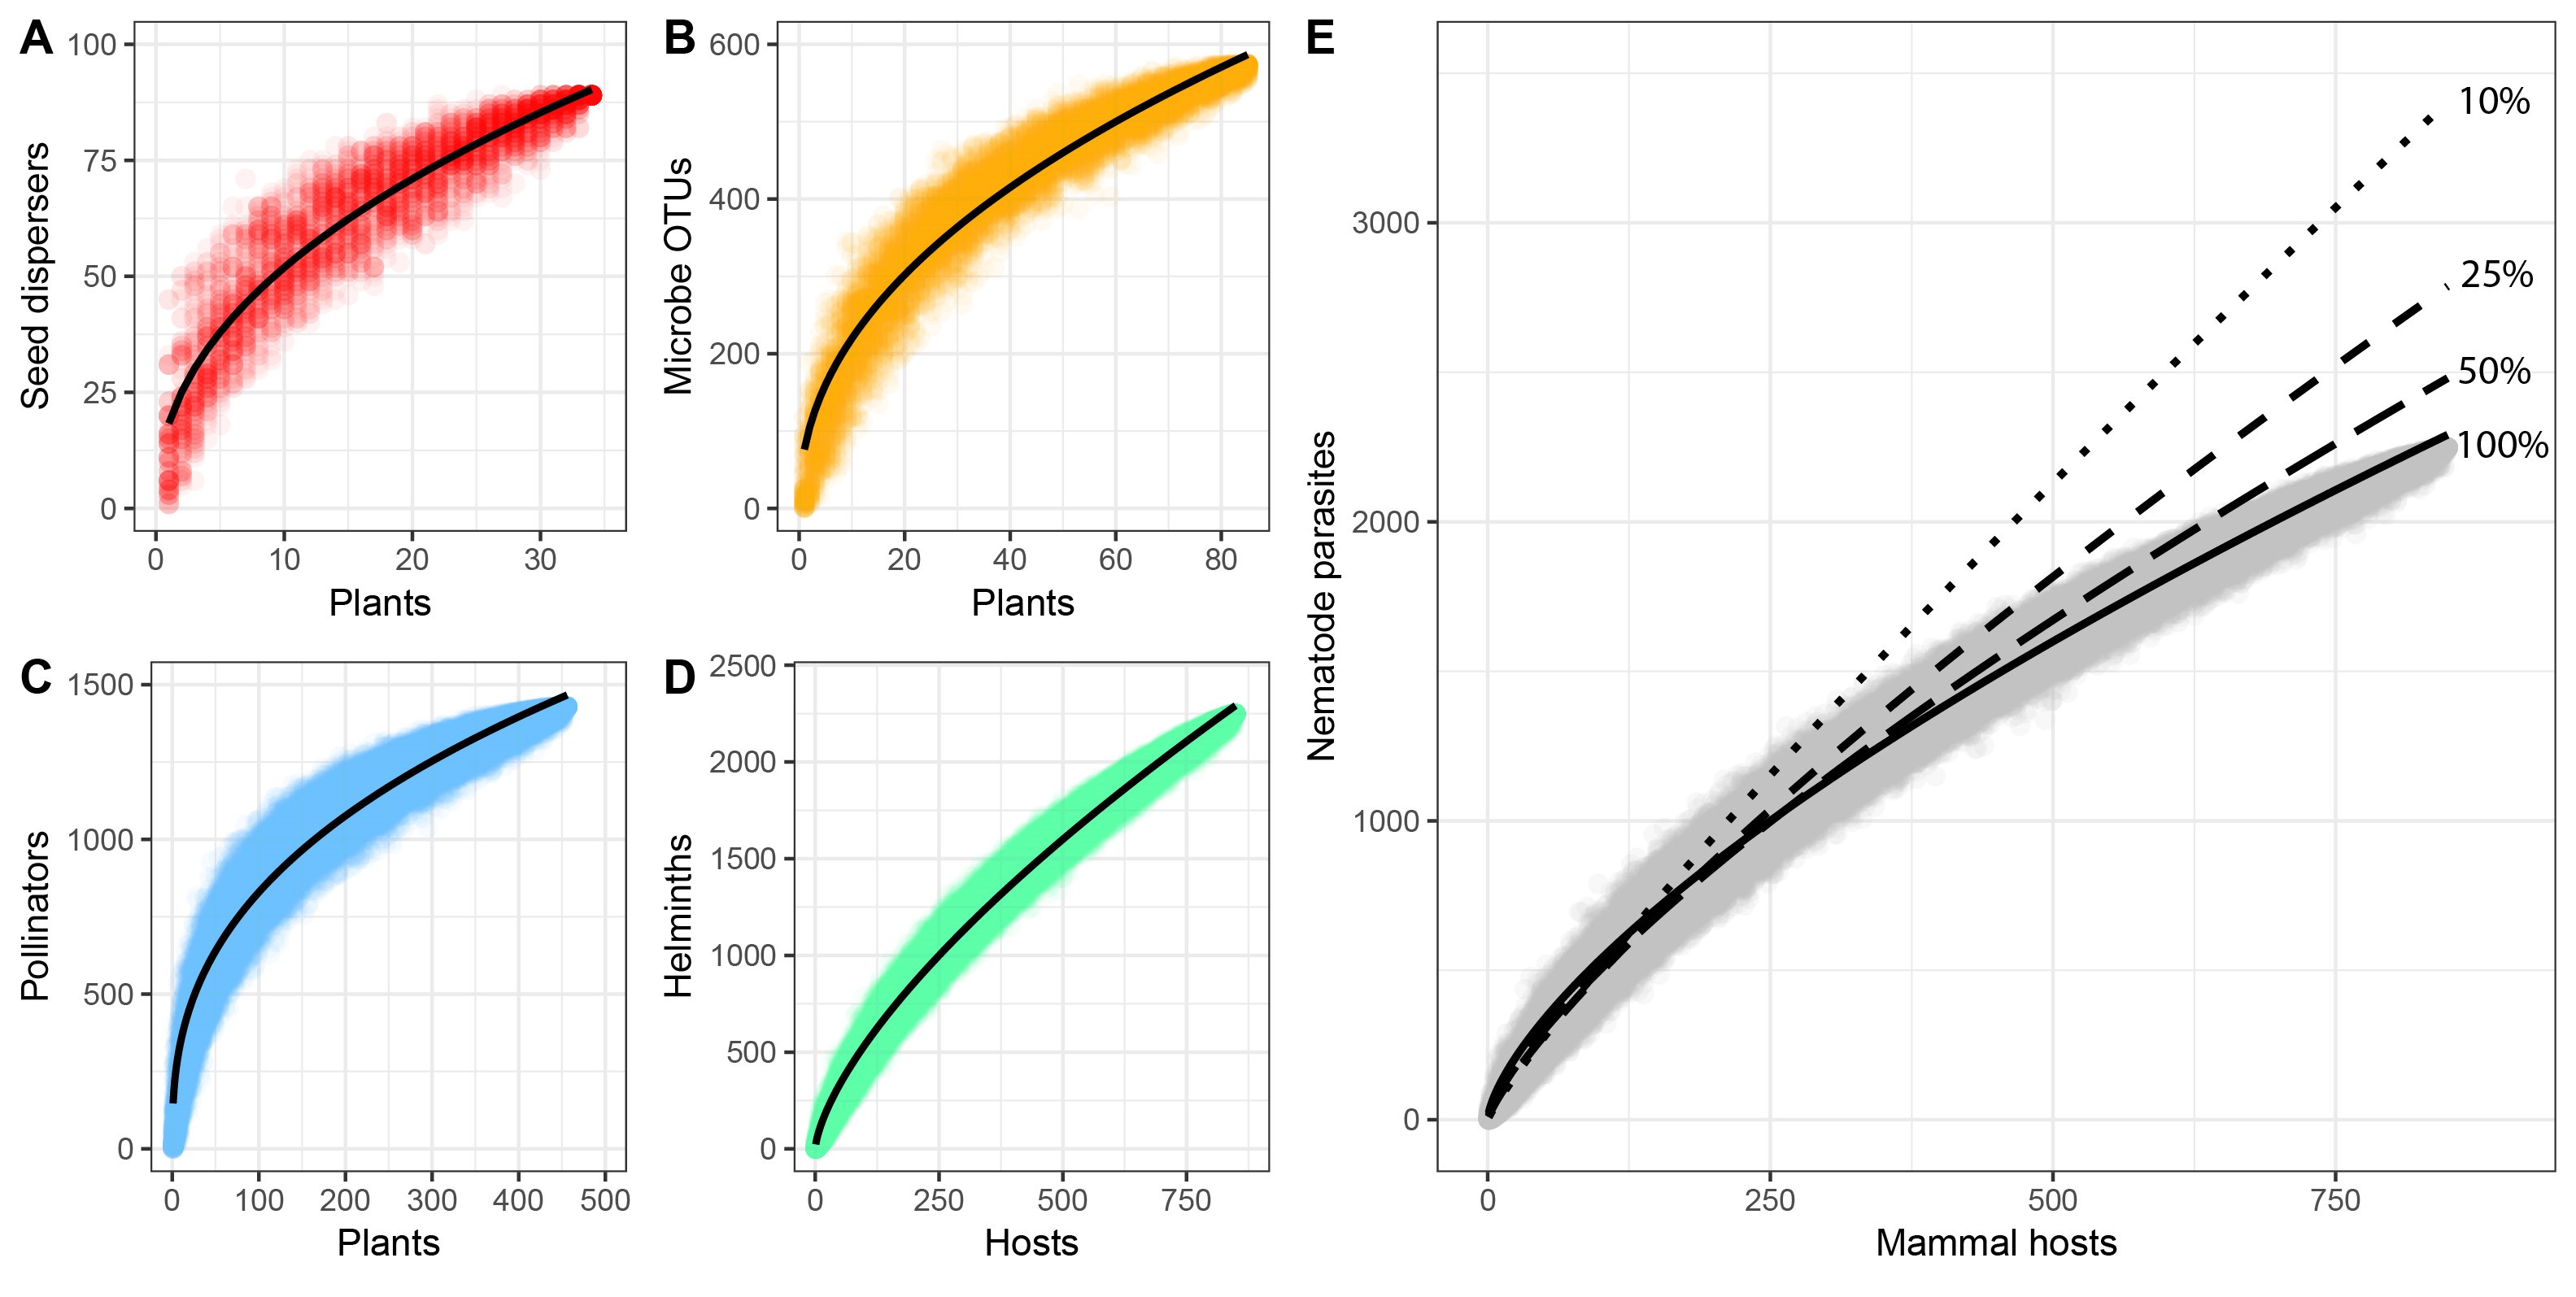 A
100
75
50
25
0
Seed dispersers
0 10 20 30
Plants
B
600
400
200
0
Microbe OTUs
0 20 40 60 80
Plants
C
1500
1000
500
0
Pollinators
0 100 200 300 400 500
Plants
D
2500
2000
1500
1000
500
0
Helminths
0 250 500 750
Hosts
E
3000
2000
1000
0
Nematode parasites
10%
25%
50%
100%
0 250 500 750
Mammal hosts